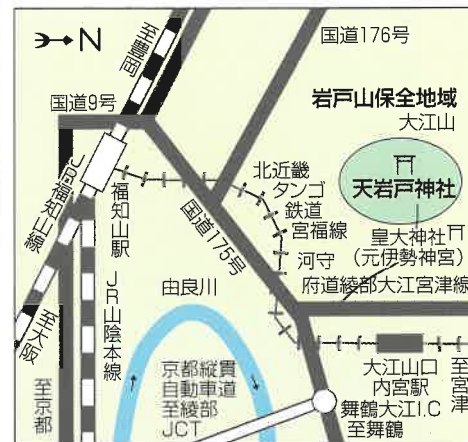 N
至豊岡
国道176号
国道9号
岩戸山保全地域
大江山
天岩戸神社
皇大神社
(元伊勢神宮)
JR福知山線
福知山駅
北近畿
タンゴ
鉄道
宮福線
国道175号
河守
府道綾部大江宮津線
由良川
JR山陰本線
至大阪
至京都
京都縦貫
自動車道
至綾部
JCT
大江山口
内宮駅
至宮津
舞鶴大江I.C
至舞鶴